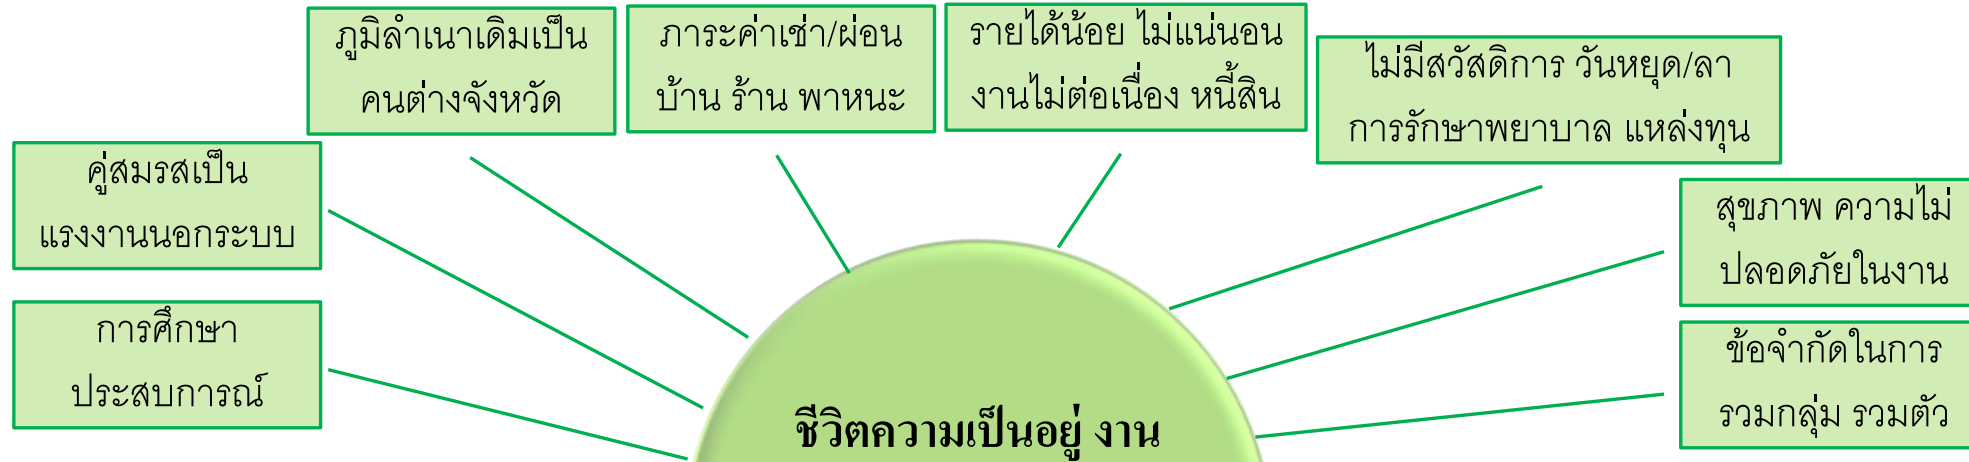 ภูมิลำเนาเดิมเป็น
คนต่างจังหวัด
ภาระค่าเช่า/ผ่อน
บ้าน ร้าน พาหนะ
รายได้น้อย ไม่แน่นอน
งานไม่ต่อเนื่อง หนี้สิน
ไม่มีสวัสดิการ วันหยุด/ลา
การรักษาพยาบาล แหล่งทุน
คู่สมรสเป็น
แรงงานนอกระบบ
สุขภาพ ความไม่
ปลอดภัยในงาน
การศึกษา
ประสบการณ์
ข้อจำกัดในการ
รวมกลุ่ม รวมตัว
ชีวิตความเป็นอยู่ งาน